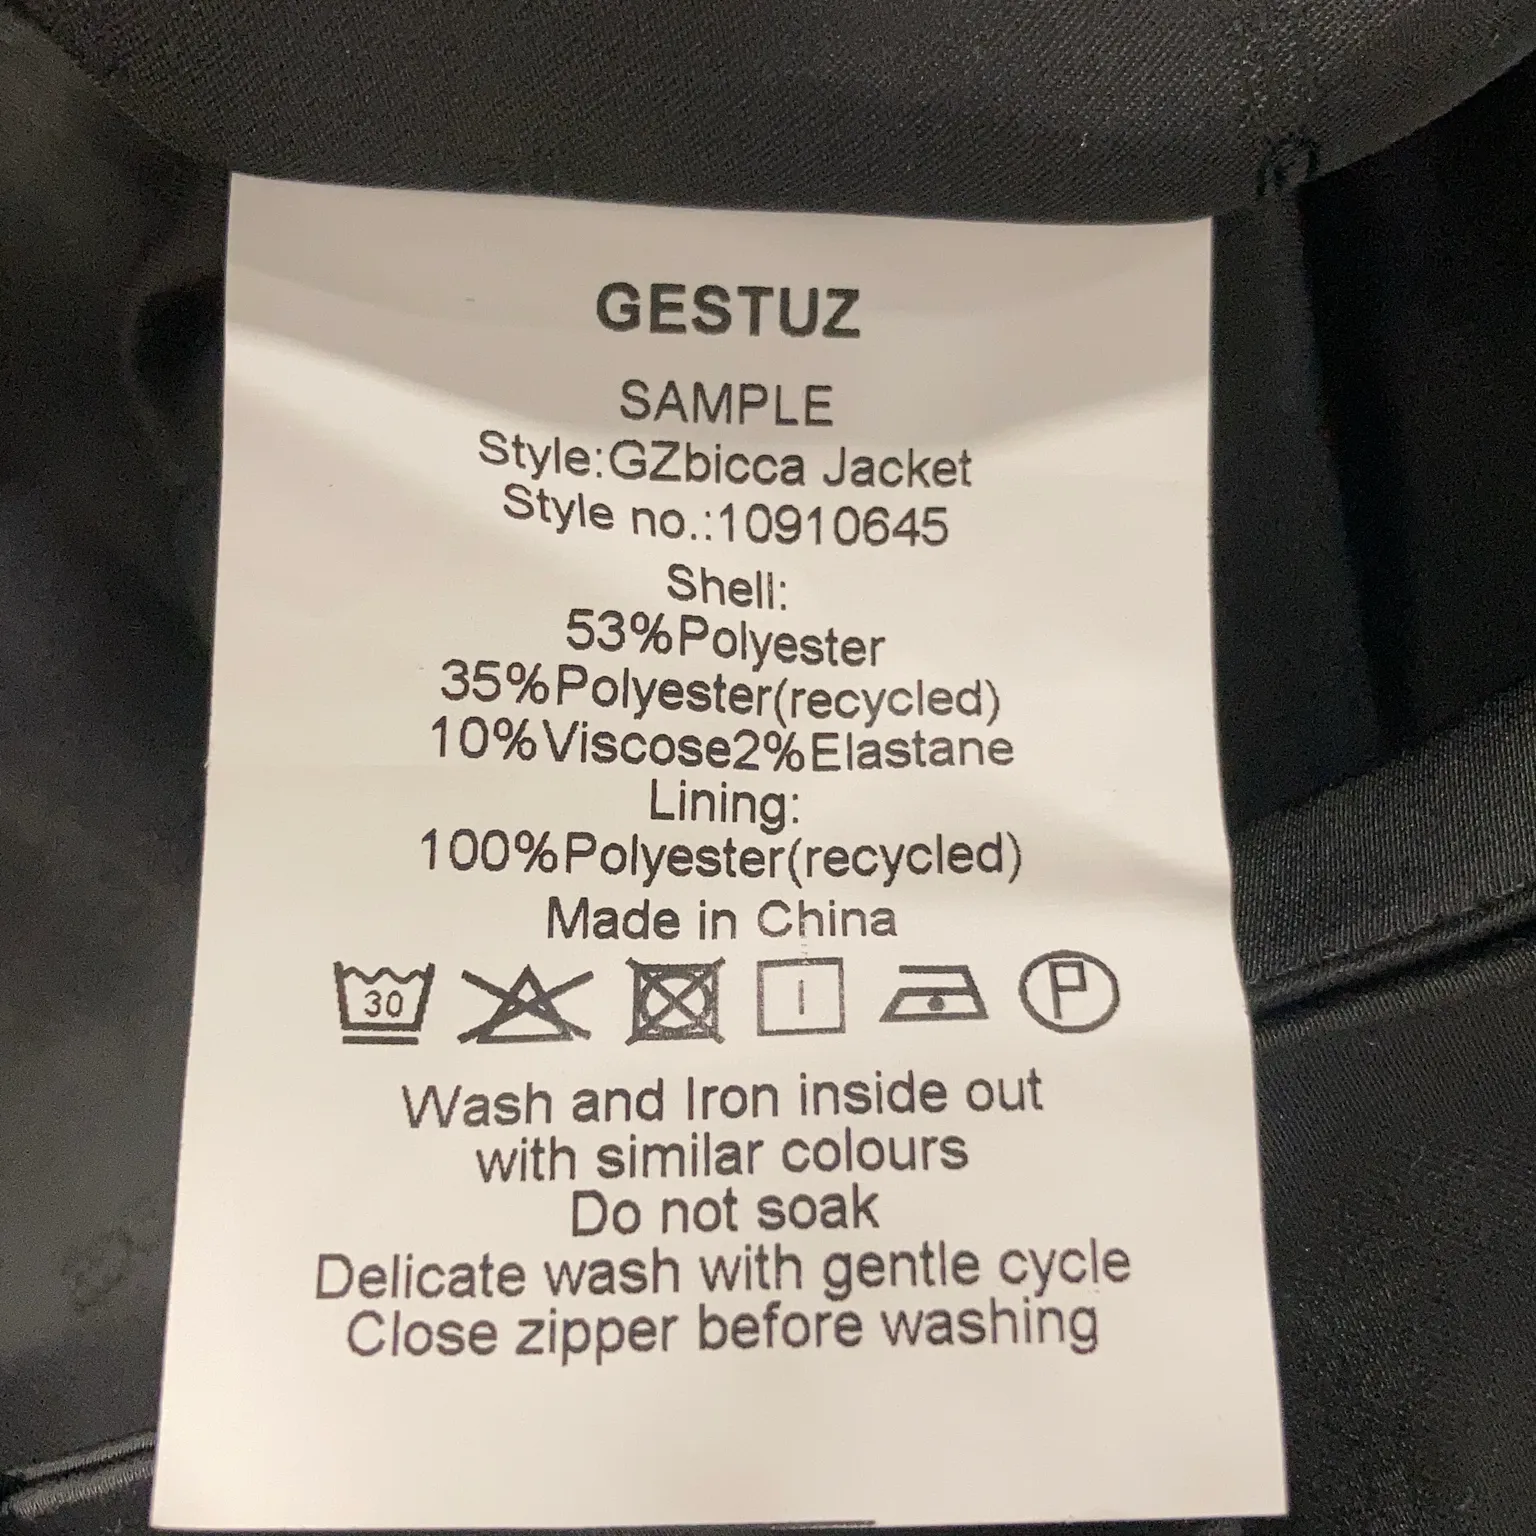 GESTUZ
SAMPLE
Style:GZbicca Jacket
Style no.:10910645
Shell:
53%Polyester
35%Polyester(recycled)
10%Viscose2%Elastane
Lining:
100%Polyester(recycled)
Made in China
30 P
Wash and Iron inside out
with similar colours
Do not soak
Delicate wash with gentle cycle
Close zipper before washing